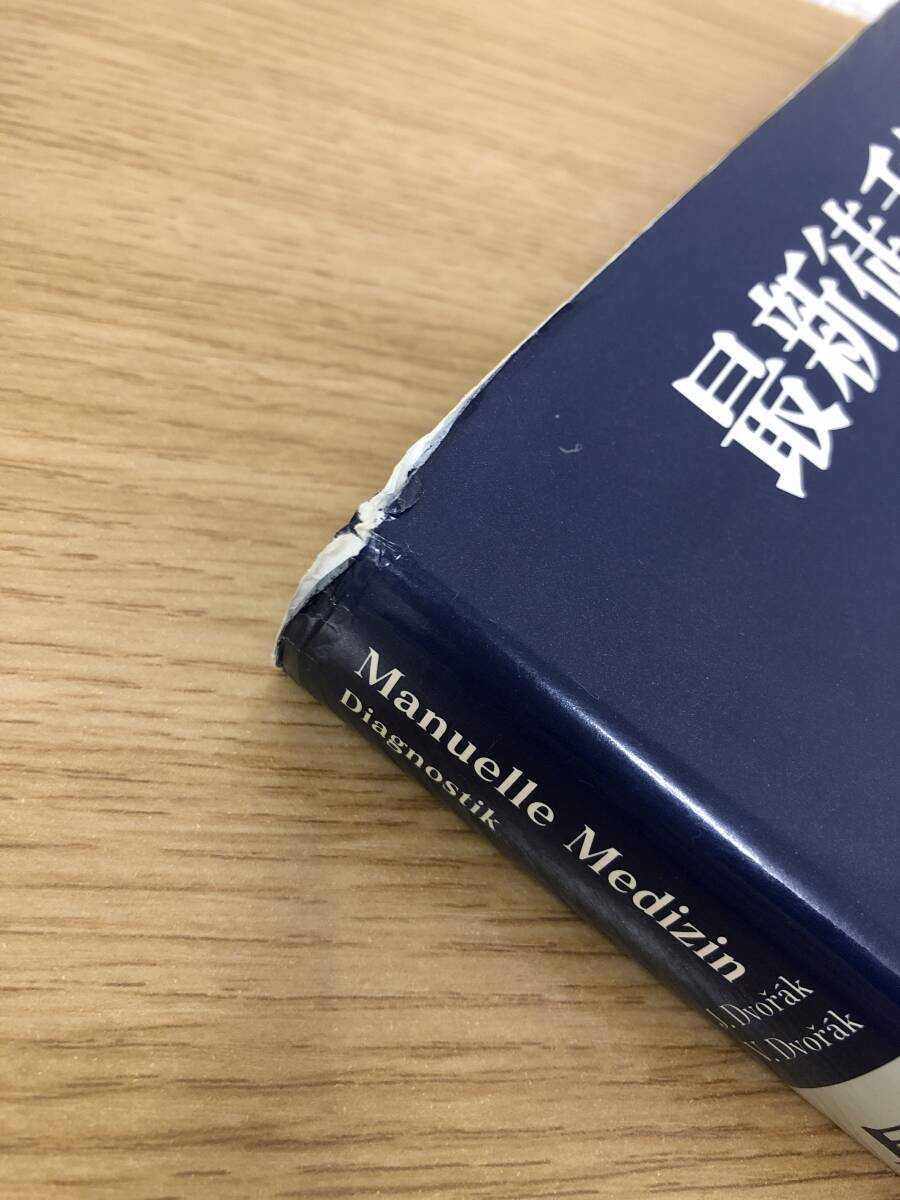 最新徒手
Manuelle Medizin
Diagnostik
J. Dvořák
V. Dvořák